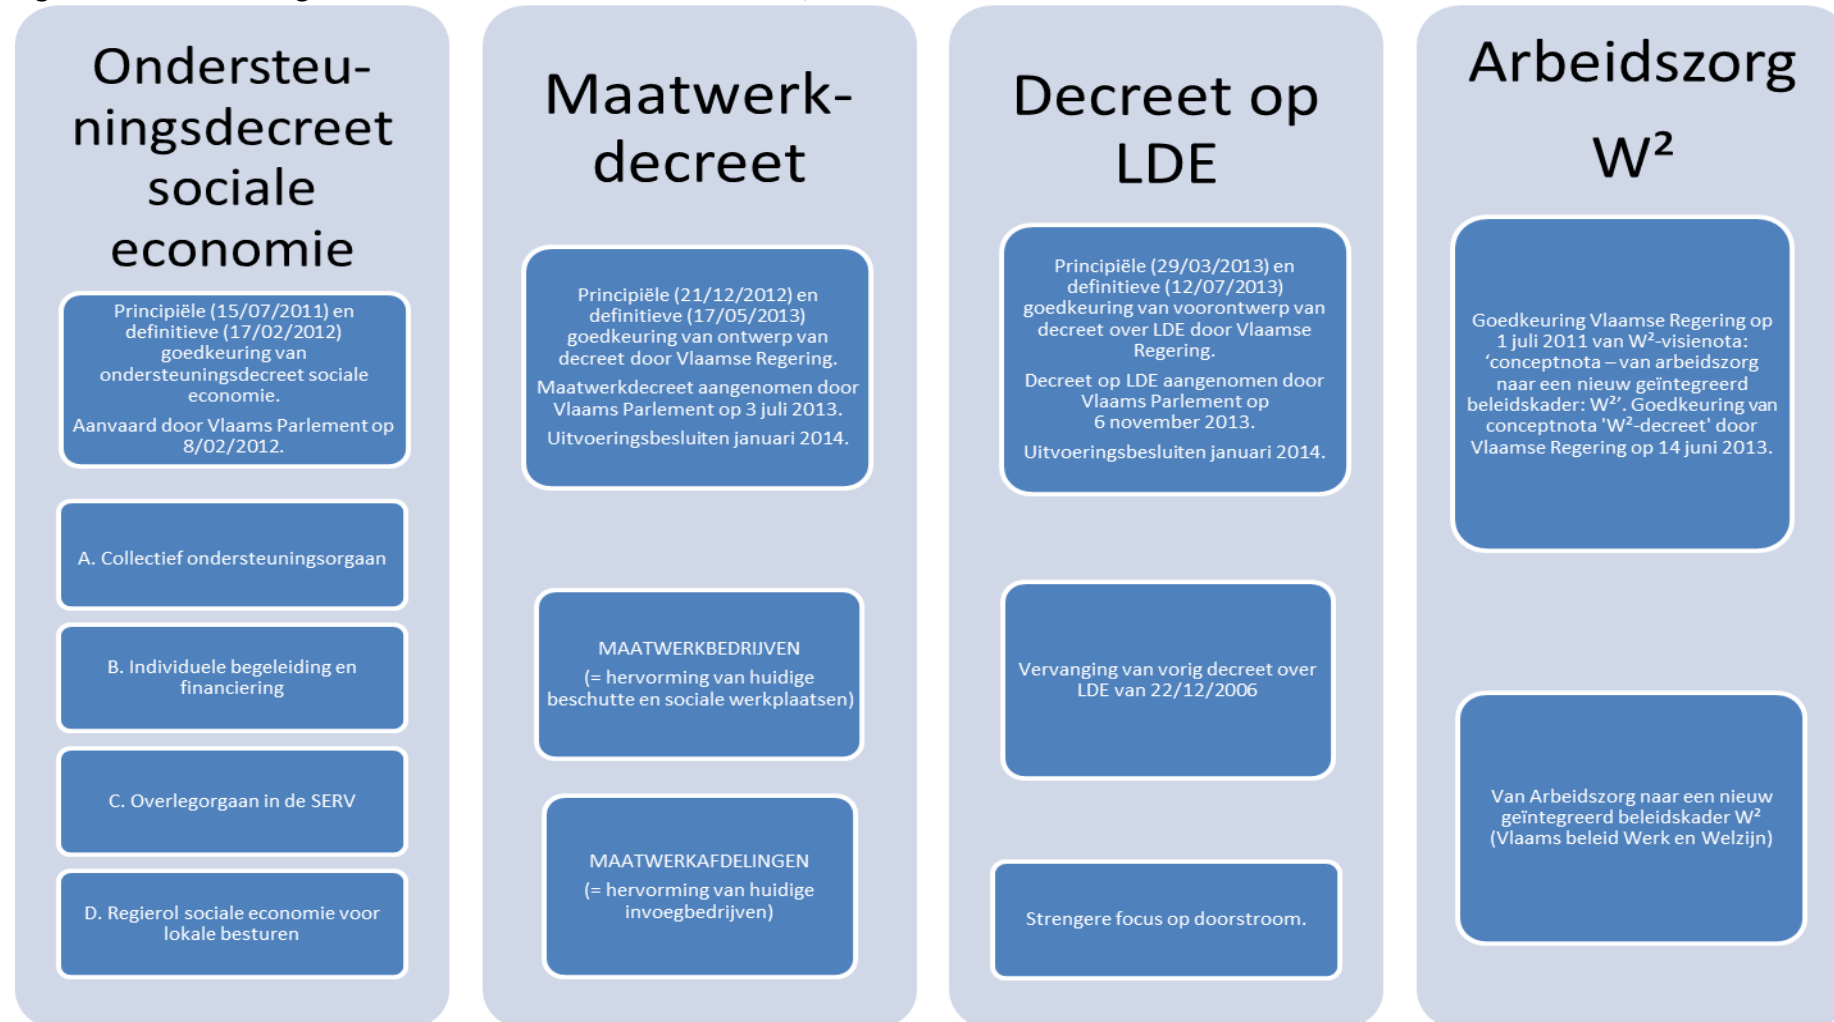 Ondersteu-
ningsdecreet
sociale
economie
Principiële (15/07/2011) en
definitieve (17/02/2012)
goedkeuring van
ondersteuningsdecreet sociale
economie.
Aanvaard door Vlaams Parlement op
8/02/2012.
A. Collectief ondersteuningsorgaan
B. Individuele begeleiding en
financiering
C. Overlegorgaan in de SERV
D. Regierol sociale economie voor
lokale besturen
Maatwerk-
decreet
Principiële (21/12/2012) en
definitieve (17/05/2013)
goedkeuring van ontwerp van
decreet door Vlaamse Regering.
Maatwerkdecreet aangenomen door
Vlaams Parlement op 3 juli 2013.
Uitvoeringsbesluiten januari 2014.
MAATWERKBEDRIJVEN
(= hervorming van huidige
beschutte en sociale werkplaatsen)
MAATWERKAFDELINGEN
(= hervorming van huidige
invoegbedrijven)
Decreet op
LDE
Principiële (29/03/2013) en
definitieve (12/07/2013)
goedkeuring van voorontwerp van
decreet over LDE door Vlaamse
Regering.
Decreet op LDE aangenomen door
Vlaams Parlement op
6 november 2013.
Uitvoeringsbesluiten januari 2014.
Vervanging van vorig decreet over
LDE van 22/12/2006
Strengere focus op doorstroom.
Arbeidszorg
W²
Goedkeuring Vlaamse Regering op
1 juli 2011 van W²-visienota:
‘conceptnota – van arbeidszorg
naar een nieuw geïntegreerd
beleidskader: W²’. Goedkeuring van
conceptnota 'W²-decreet' door
Vlaamse Regering op 14 juni 2013.
Van Arbeidszorg naar een nieuw
geïntegreerd beleidskader W²
(Vlaams beleid Werk en Welzijn)